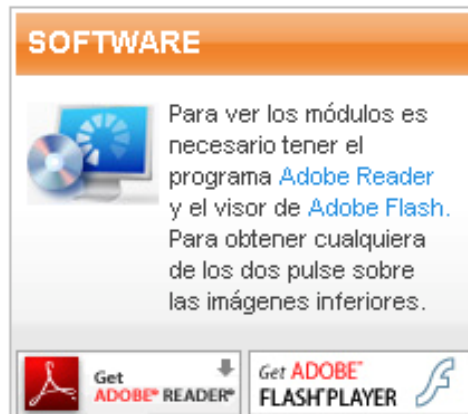 SOFTWARE
Para ver los módulos es
necesario tener el
programa Adobe Reader
y el visor de Adobe Flash.
Para obtener cualquiera
de los dos pulse sobre
las imágenes inferiores.
Get
ADOBE® READER®
Get ADOBE®
FLASH® PLAYER